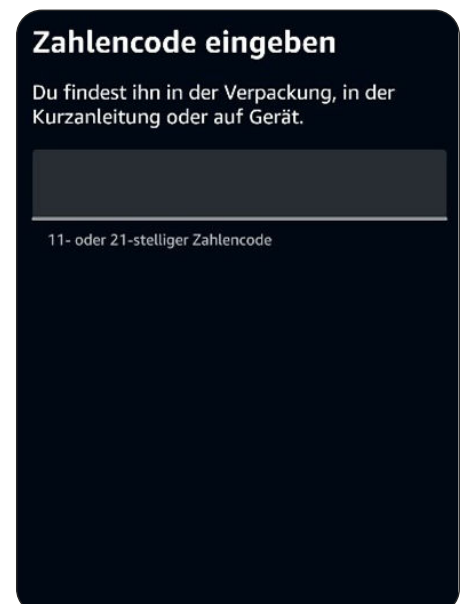 Zahlencode eingeben
Du findest ihn in der Verpackung, in der
Kurzanleitung oder auf Gerät.
11- oder 21-stelliger Zahlencode